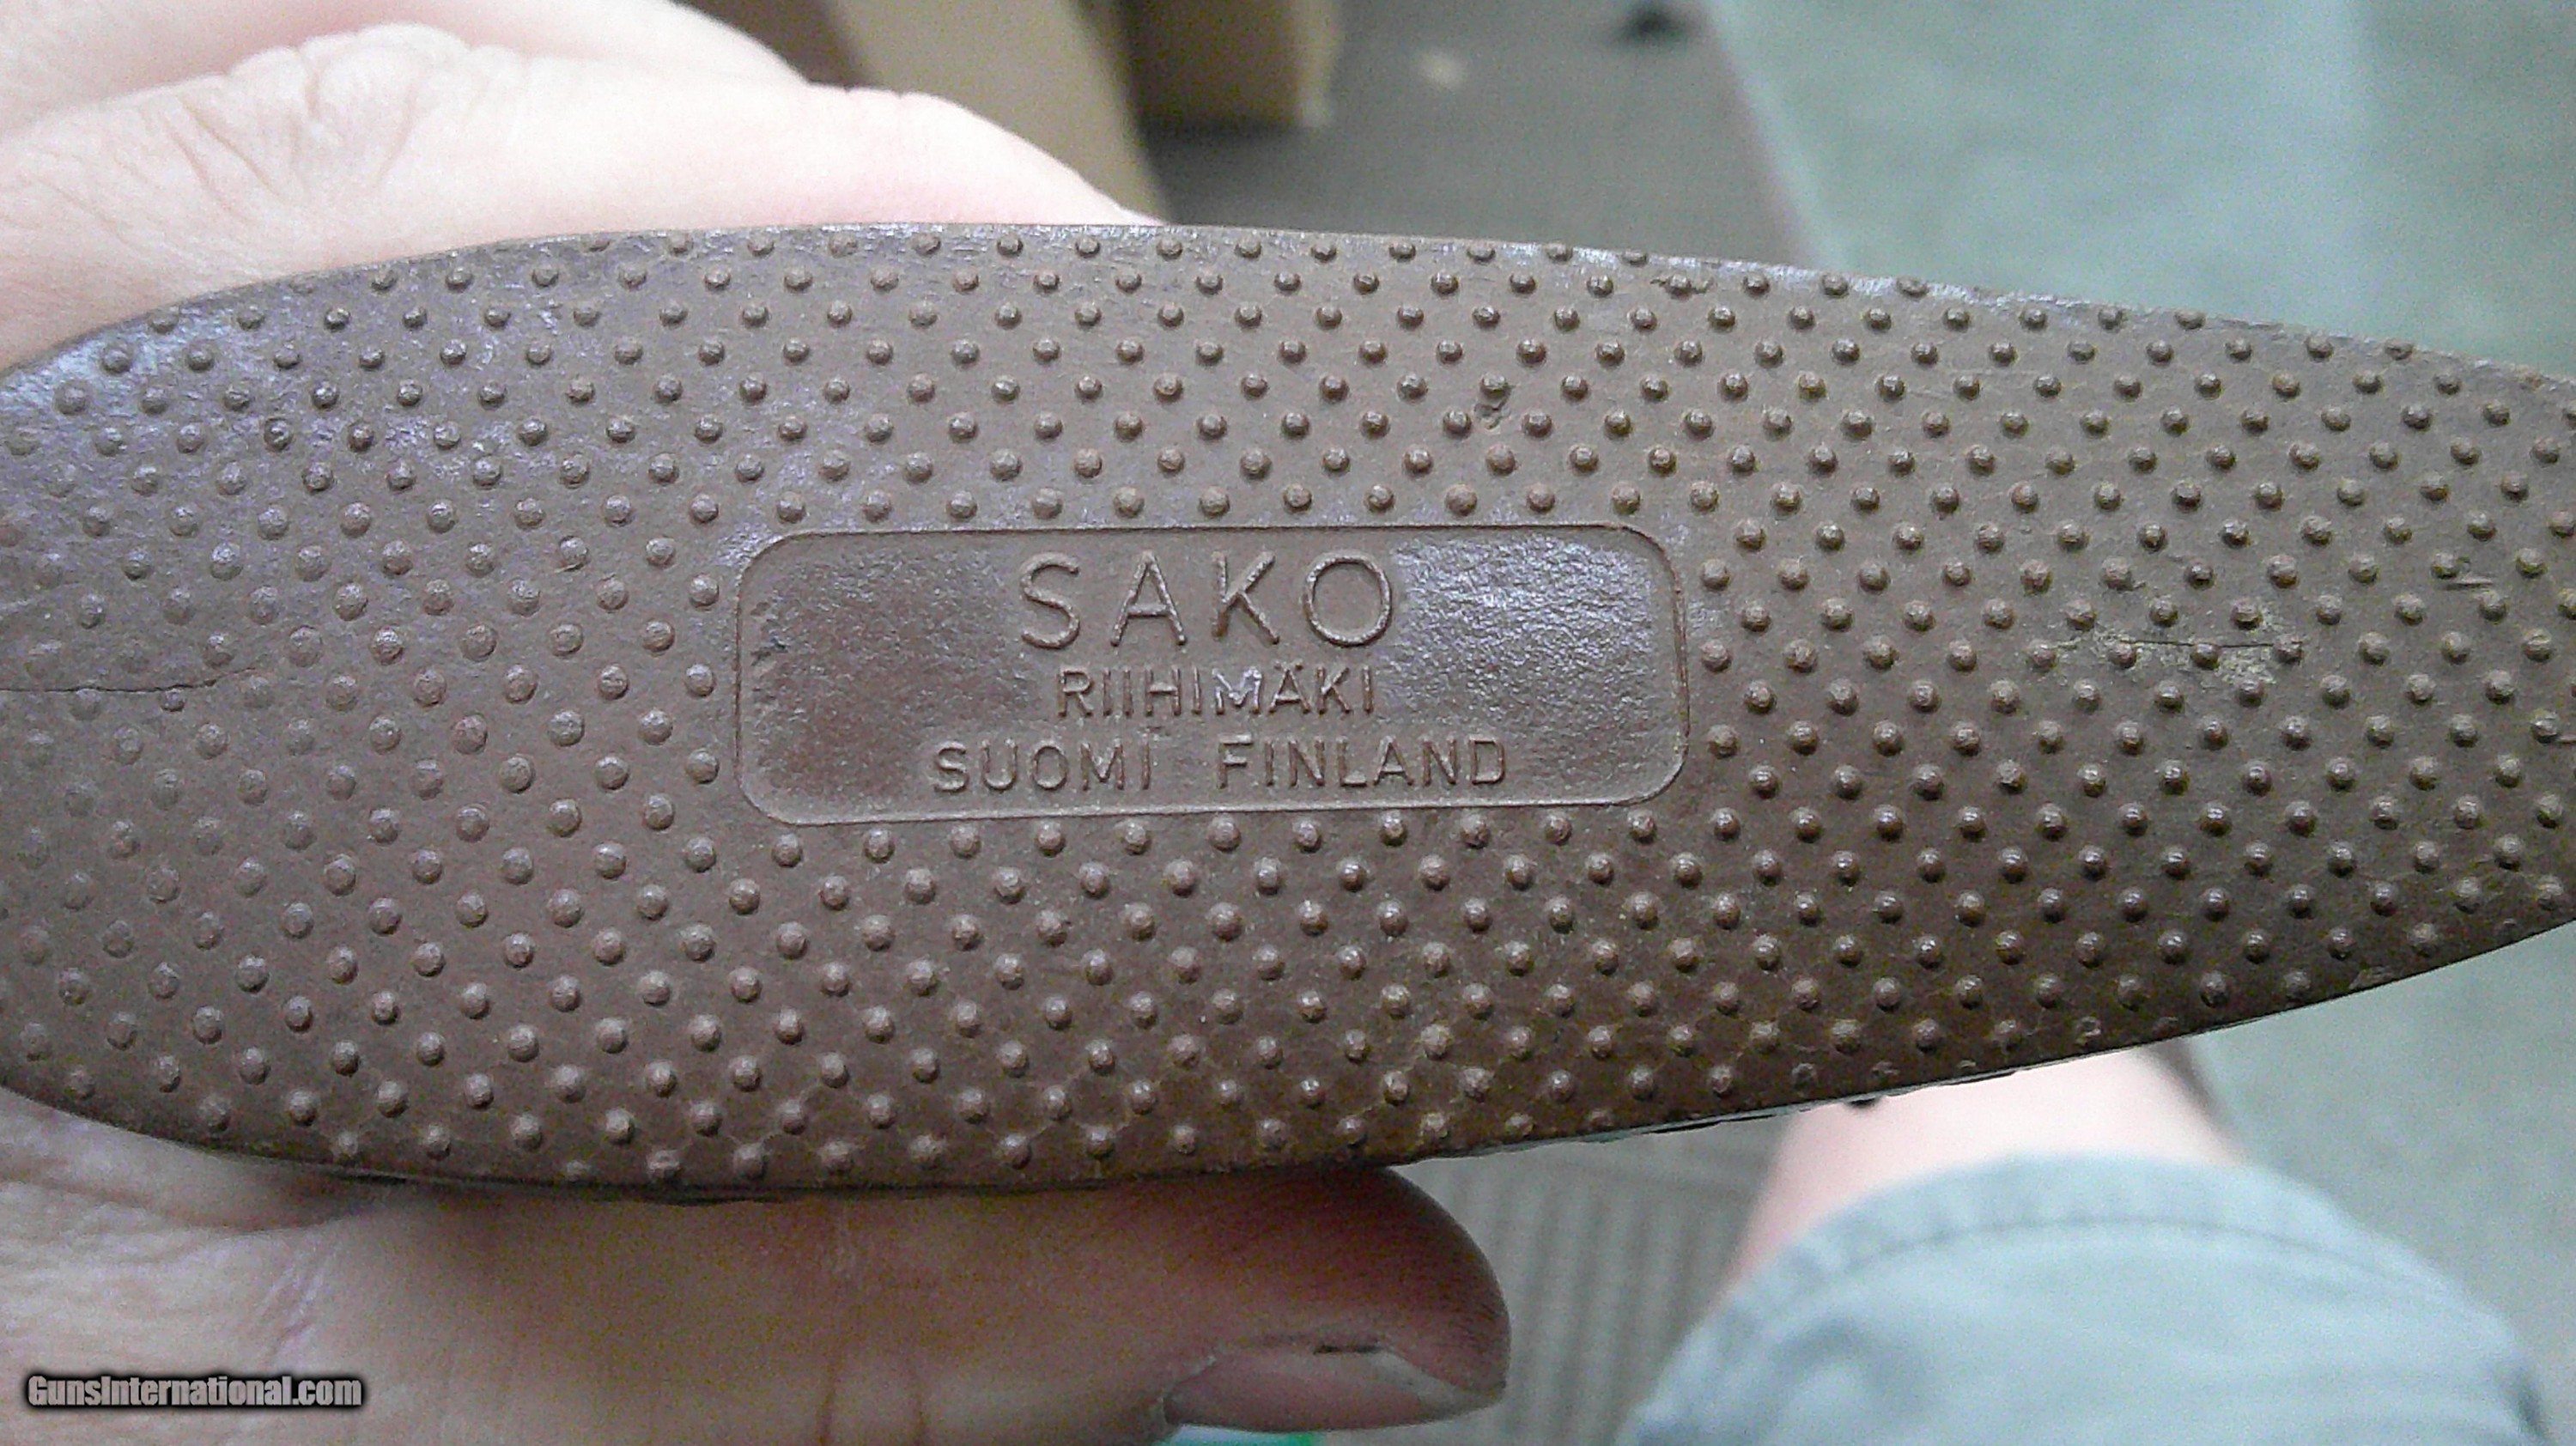 SAKO
RIIHIMÄKI
SUOMI FINLAND
GunsInternational.com